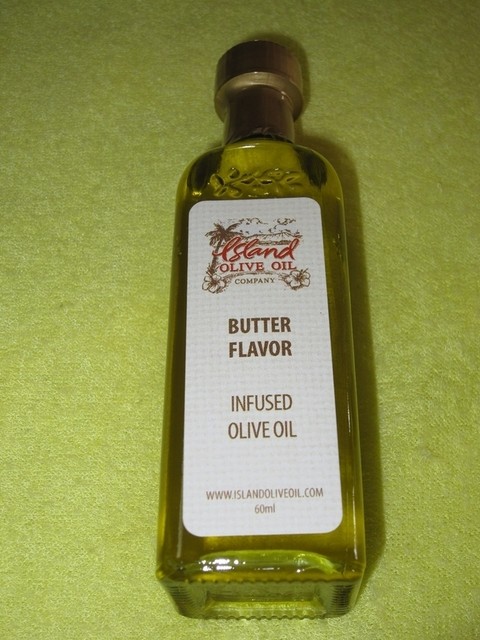 Island
OLIVE OIL
COMPANY
BUTTER
FLAVOR
INFUSED
OLIVE OIL
WWW.ISLANDOLIVEOIL.COM
60ml